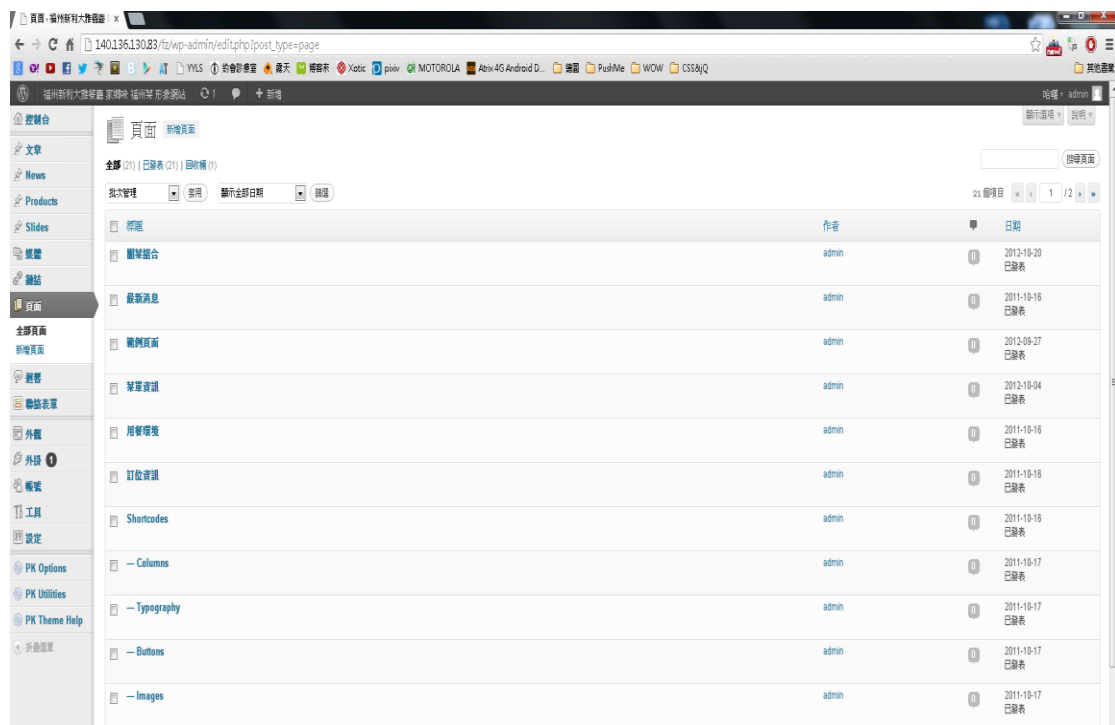 頁面 ‹ 福州新利大雅餐廳
140.136.130.83/fz/wp-admin/edit.php?post_type=page
YYLS 露天 博客來 Xotic pixiv MOTOROLA Atrix 4G Android D... PushMe WOW CSS&jQ 其他書籤
福州新利大雅餐廳 家鄉味 福州菜 形象網站 1 新增 admin
控制台
文章
News
Products
Slides
媒體
鏈結
頁面
全部頁面
新增頁面
迴響
聯絡表單
外觀
外掛 1
帳號
工具
設定
PK Options
PK Utilities
PK Theme Help
折疊選單
顯示選項 說明
頁面 新增頁面
全部 (21) | 已發表 (21) | 回收桶 (1)
搜尋頁面
批次管理 套用 顯示全部日期 篩選 21 個項目 « ‹ 1 / 2 › »
標題 作者 日期
admin 0 2012-10-20
已發表
最新消息 admin 0 2011-10-16
已發表
範例頁面 admin 0 2012-09-27
已發表
菜單資訊 admin 0 2012-10-04
已發表
用餐環境 admin 0 2011-10-16
已發表
訂位資訊 admin 0 2011-10-16
已發表
Shortcodes admin 0 2011-10-16
已發表
— Columns admin 0 2011-10-17
已發表
— Typography admin 0 2011-10-17
已發表
— Buttons admin 0 2011-10-17
已發表
— Images admin 0 2011-10-17
已發表